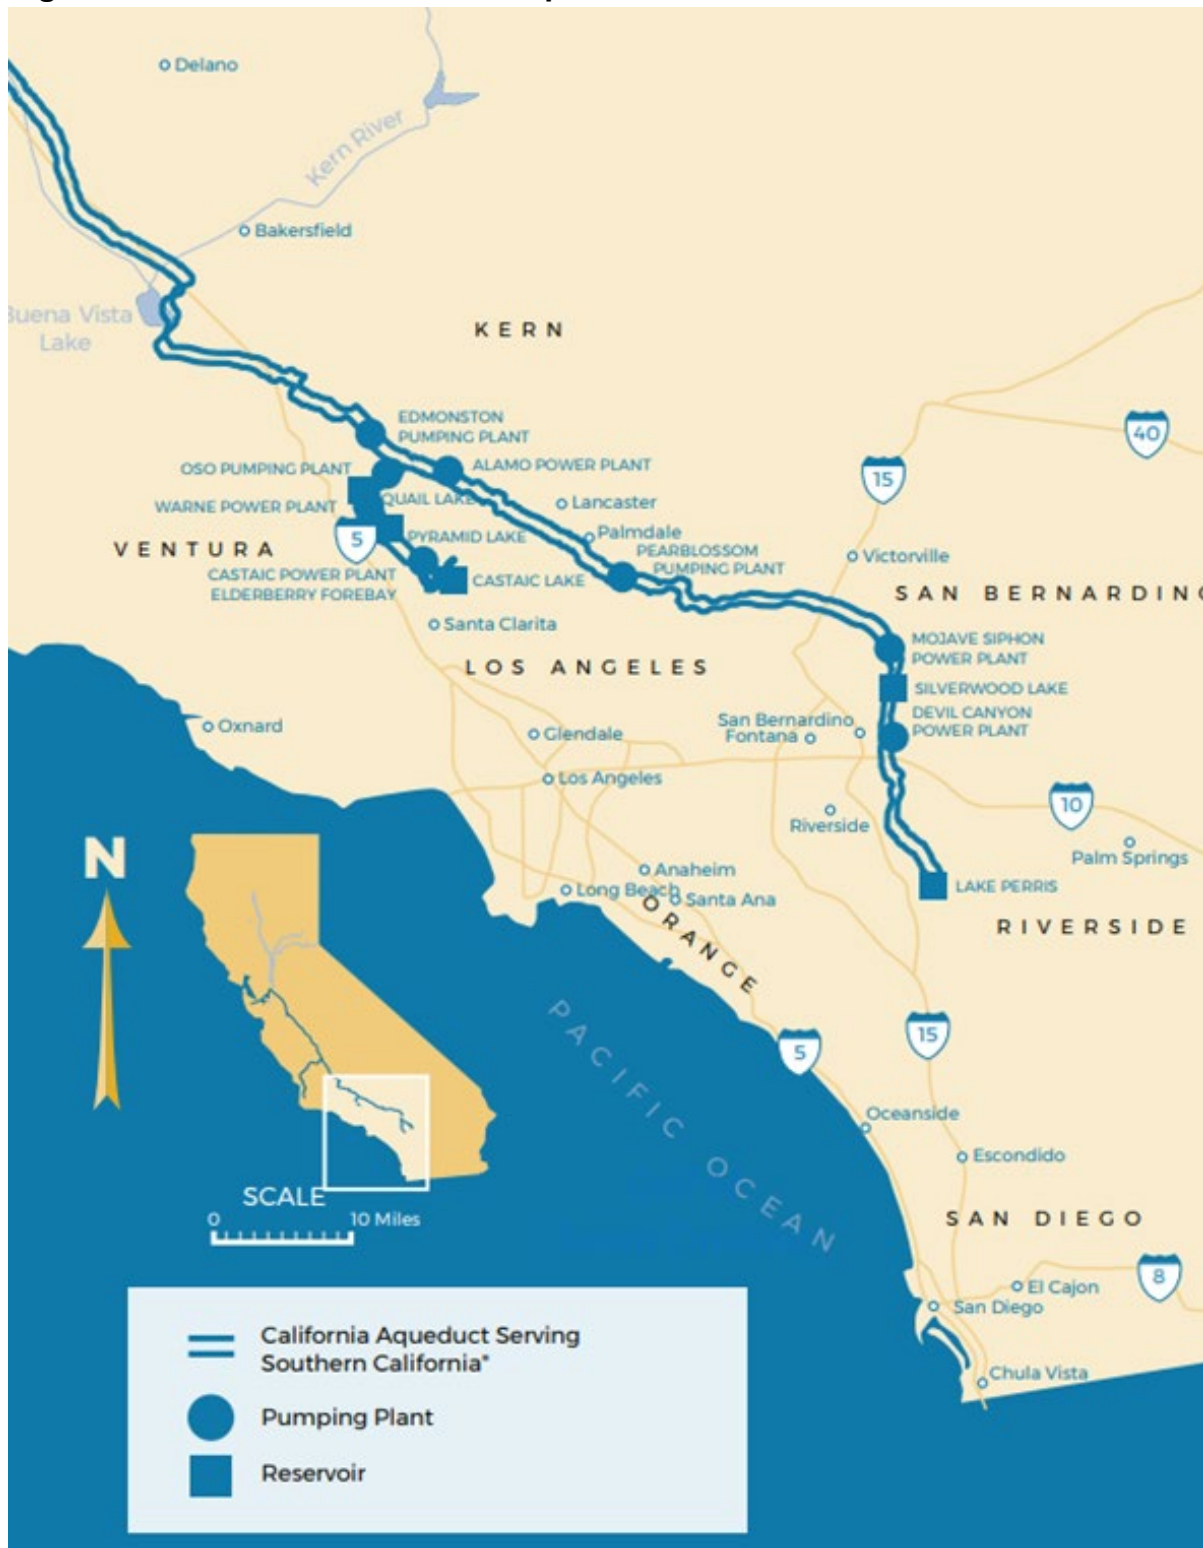 Delano
Kern River
Bakersfield
Buena Vista
Lake
KERN
EDMONSTON
PUMPING PLANT
OSO PUMPING PLANT
ALAMO POWER PLANT
QUAIL LAKE
WARNE POWER PLANT
Lancaster
40
15
5
PYRAMID LAKE
Palmdale
VENTURA
PEARBLOSSOM
PUMPING PLANT
Victorville
CASTAIC POWER PLANT
ELDERBERRY FOREBAY
CASTAIC LAKE
SAN BERNARDINO
Santa Clarita
MOJAVE SIPHON
POWER PLANT
LOS ANGELES
SILVERWOOD LAKE
DEVIL CANYON
POWER PLANT
San Bernardino
Fontana
Oxnard
Glendale
Los Angeles
10
Riverside
Palm Springs
N
Anaheim
Long Beach
Santa Ana
LAKE PERRIS
ORANGE
RIVERSIDE
PACIFIC OCEAN
5
15
Oceanside
Escondido
SCALE
0
10 Miles
SAN DIEGO
8
El Cajon
San Diego
Chula Vista
California Aqueduct Serving
Southern California*
Pumping Plant
Reservoir